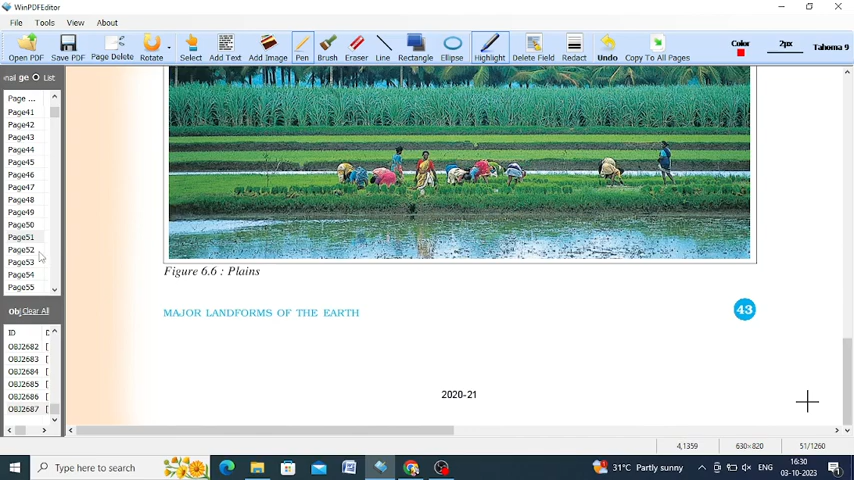 WinPDFEditor
File Tools View About
Open PDF Save PDF Page Delete Rotate Select Add Text Add Image Pen Brush Eraser Line Rectangle Ellipse Highlight Delete Field Redact Undo Copy To All Pages Color 2px Tahoma 9
nail ge List
Page ...
Page41
Page42
Page43
Page44
Page45
Page46
Page47
Page48
Page49
Page50
Page51
Page52
Page53
Page54
Page55
Obj Clear All
ID
OBJ2682 [
OBJ2683 [
OBJ2684 [
OBJ2685 [
OBJ2686 [
OBJ2687 [
Figure 6.6 : Plains
MAJOR LANDFORMS OF THE EARTH 43
2020-21
4,1359 630×820 51/1260
Type here to search 31°C Partly sunny ENG 16:30
03-10-2023